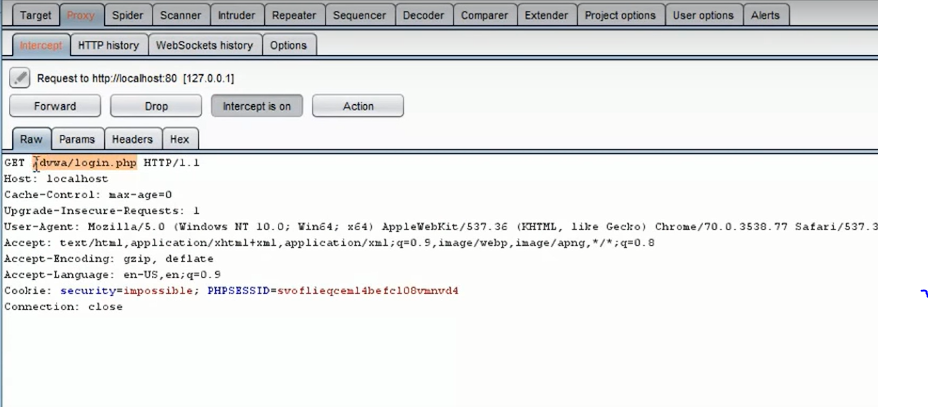 Target Proxy Spider Scanner Intruder Repeater Sequencer Decoder Comparer Extender Project options User options Alerts
Intercept HTTP history WebSockets history Options
Request to http://localhost:80 [127.0.0.1]
Forward Drop Intercept is on Action
Raw Params Headers Hex
GET /dvwa/login.php HTTP/1.1
Host: localhost
Cache-Control: max-age=0
Upgrade-Insecure-Requests: 1
User-Agent: Mozilla/5.0 (Windows NT 10.0; Win64; x64) AppleWebKit/537.36 (KHTML, like Gecko) Chrome/70.0.3538.77 Safari/537.3
Accept: text/html,application/xhtml+xml,application/xml;q=0.9,image/webp,image/apng,*/*;q=0.8
Accept-Encoding: gzip, deflate
Accept-Language: en-US,en;q=0.9
Cookie: security=impossible; PHPSESSID=svoflieqceml4befcl08vmnvd4
Connection: close